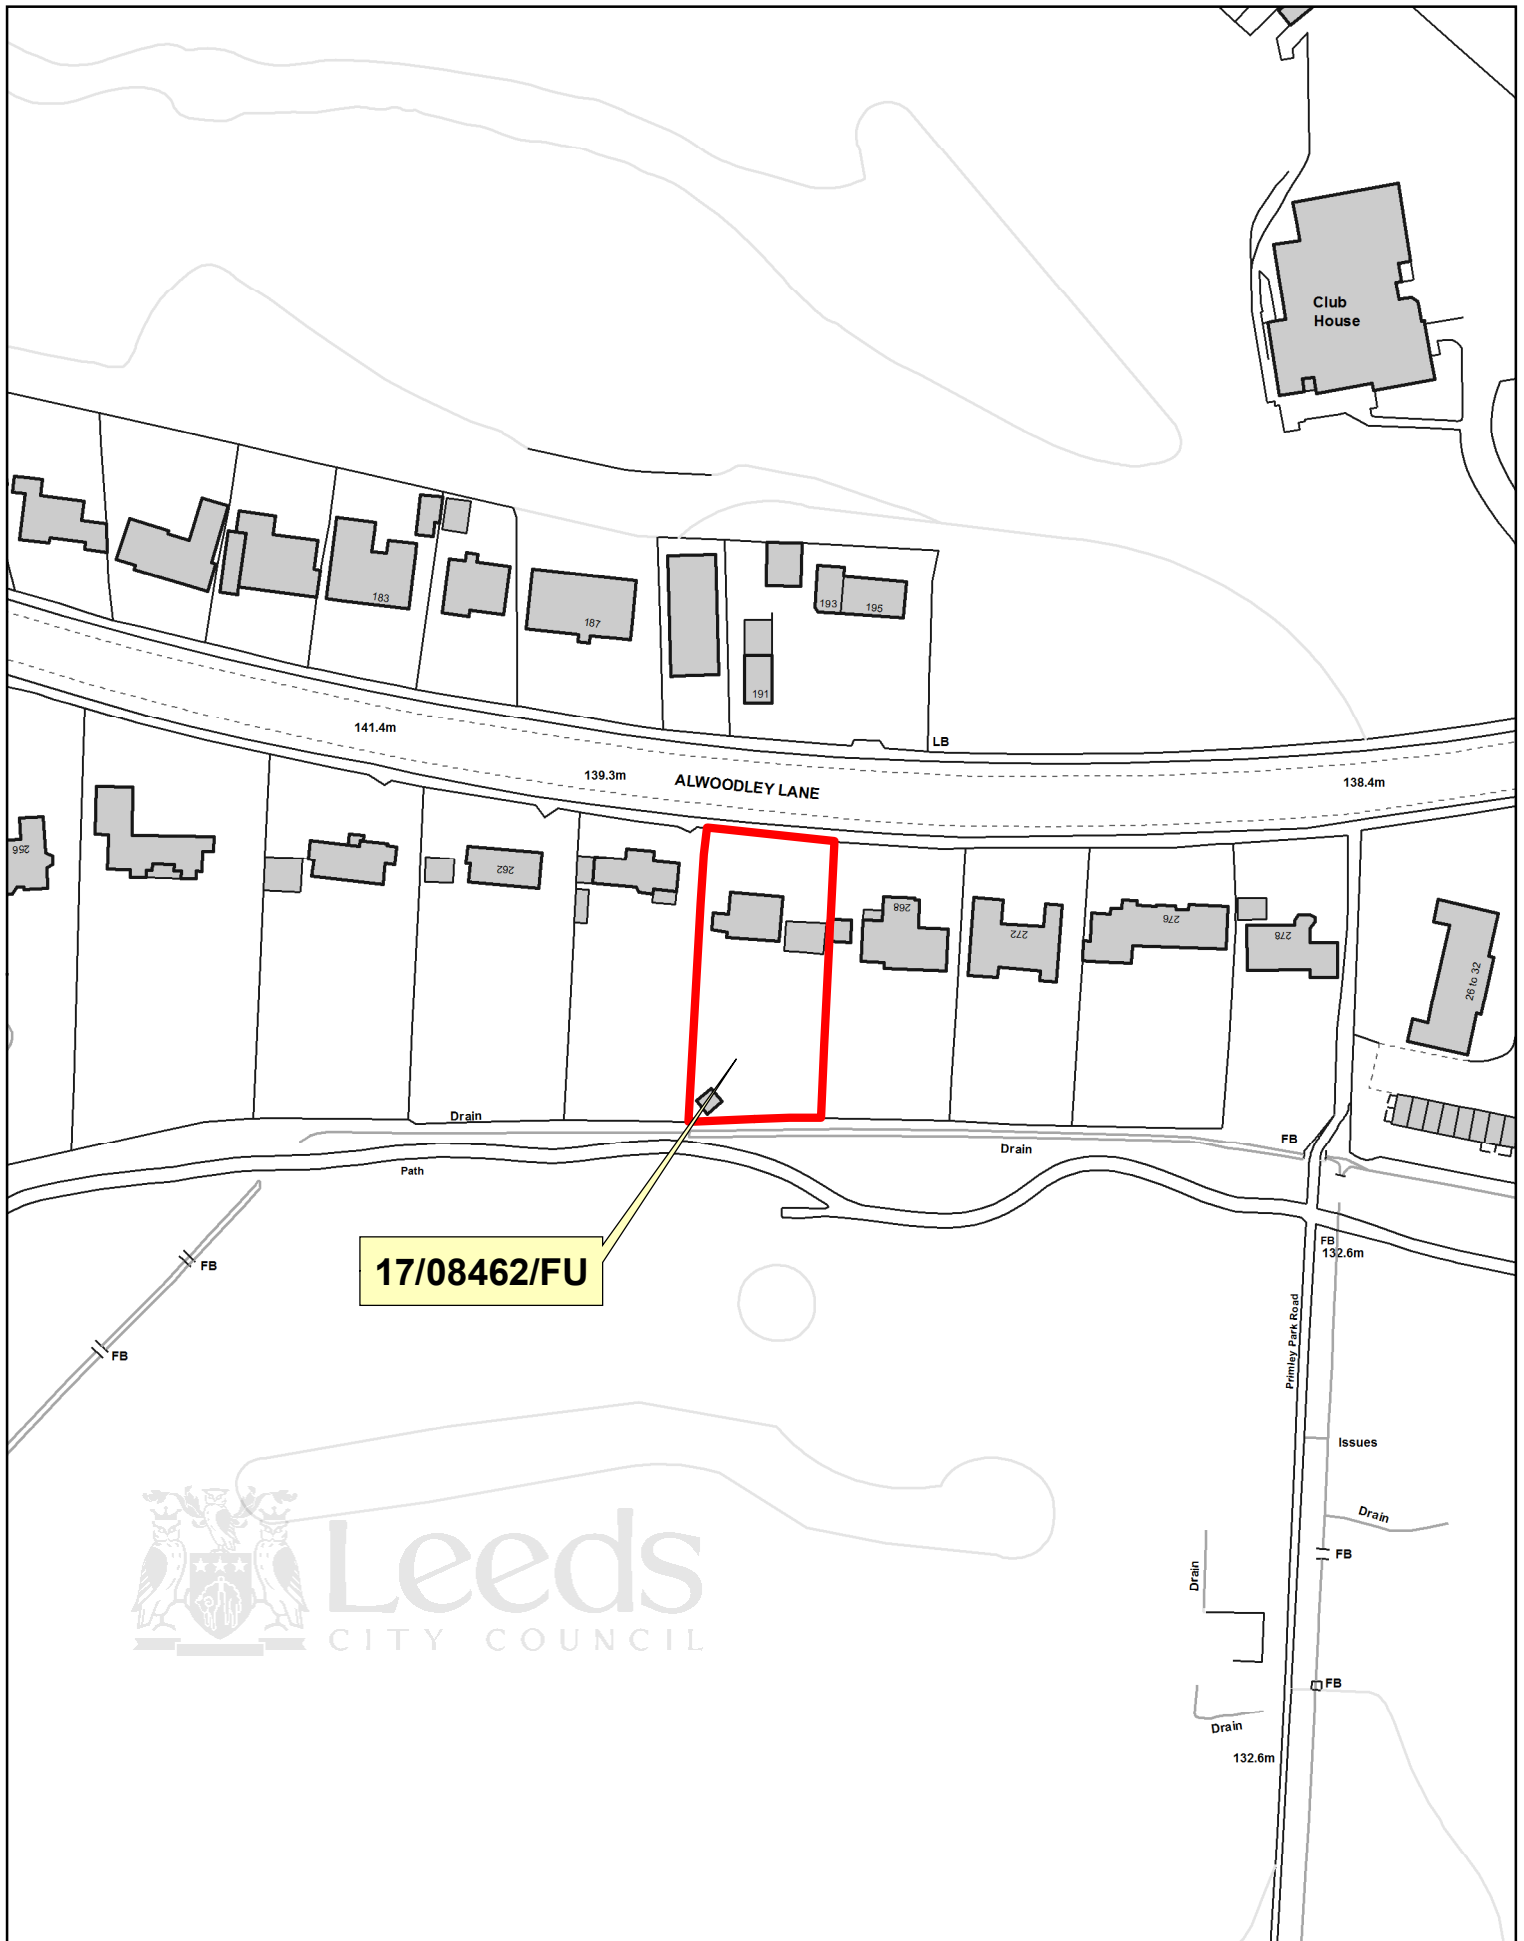 Club
House
183
187
193
195
191
141.4m
LB
139.3m
ALWOODLEY LANE
138.4m
256
262
268
272
276
278
26 to 32
Drain
Drain
FB
Path
17/08462/FU
FB
FB
FB
132.6m
Primley Park Road
Issues
Drain
FB
Drain
FB
Drain
132.6m
Leeds
CITY COUNCIL